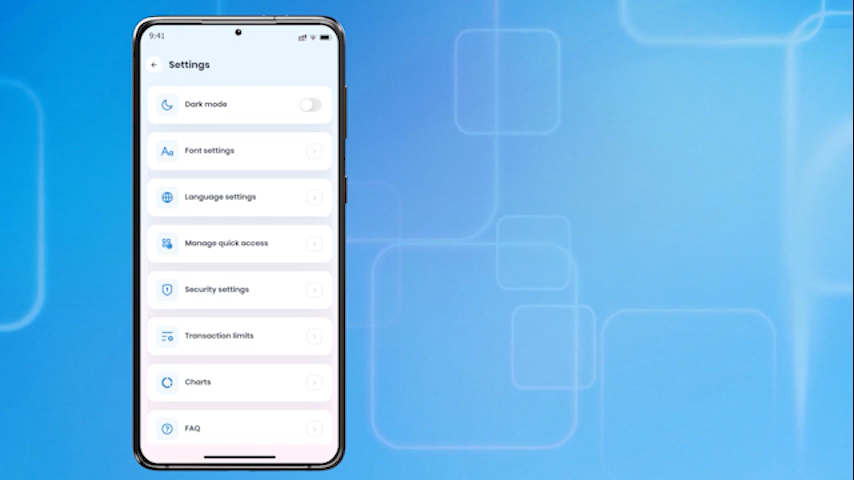 9:41
Settings
Dark mode
Font settings
Language settings
Manage quick access
Security settings
Transaction limits
Charts
FAQ